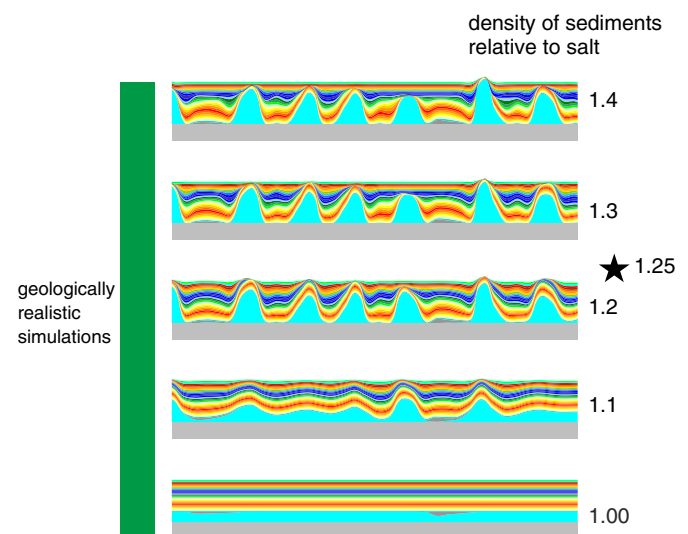 density of sediments
relative to salt
1.4
1.3
1.25
geologically
realistic
simulations
1.2
1.1
1.00